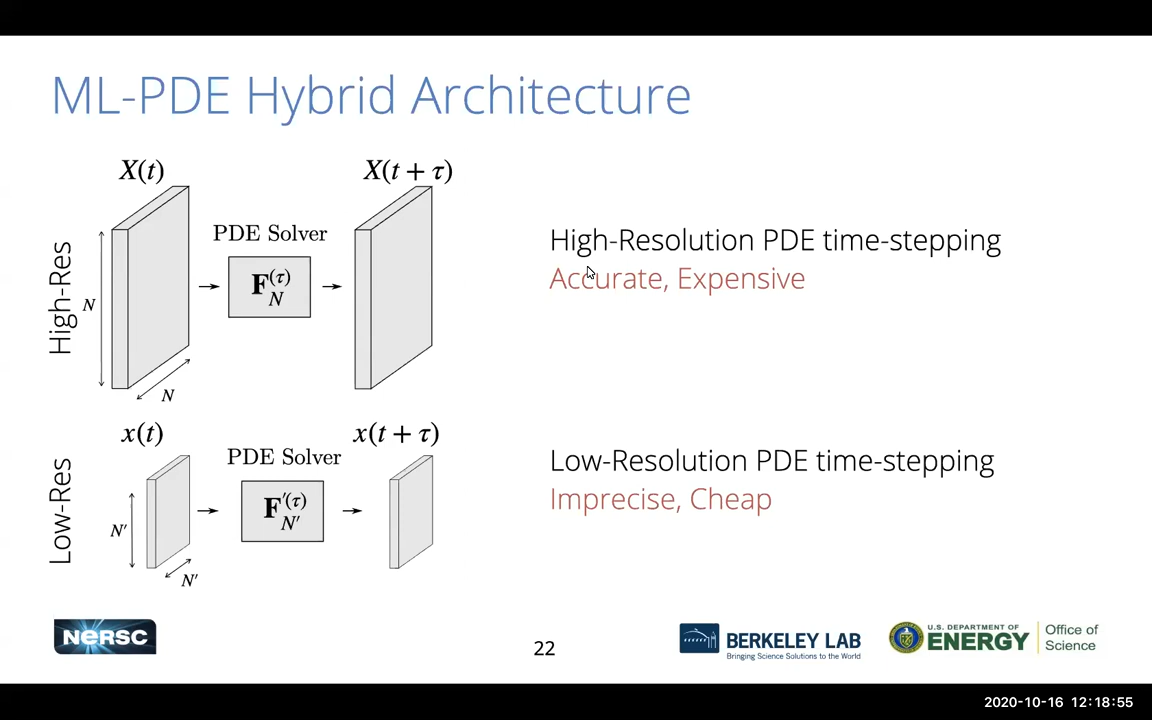 ML-PDE Hybrid Architecture
X(t)
X(t + τ)
PDE Solver
F_N^(τ)
High-Res
N
N
High-Resolution PDE time-stepping
Accurate, Expensive
x(t)
x(t + τ)
PDE Solver
F′_N′^(τ)
Low-Res
N′
N′
Low-Resolution PDE time-stepping
Imprecise, Cheap
NERSC
22
BERKELEY LAB
Bringing Science Solutions to the World
U.S. DEPARTMENT OF
ENERGY
Office of
Science
2020-10-16 12:18:55